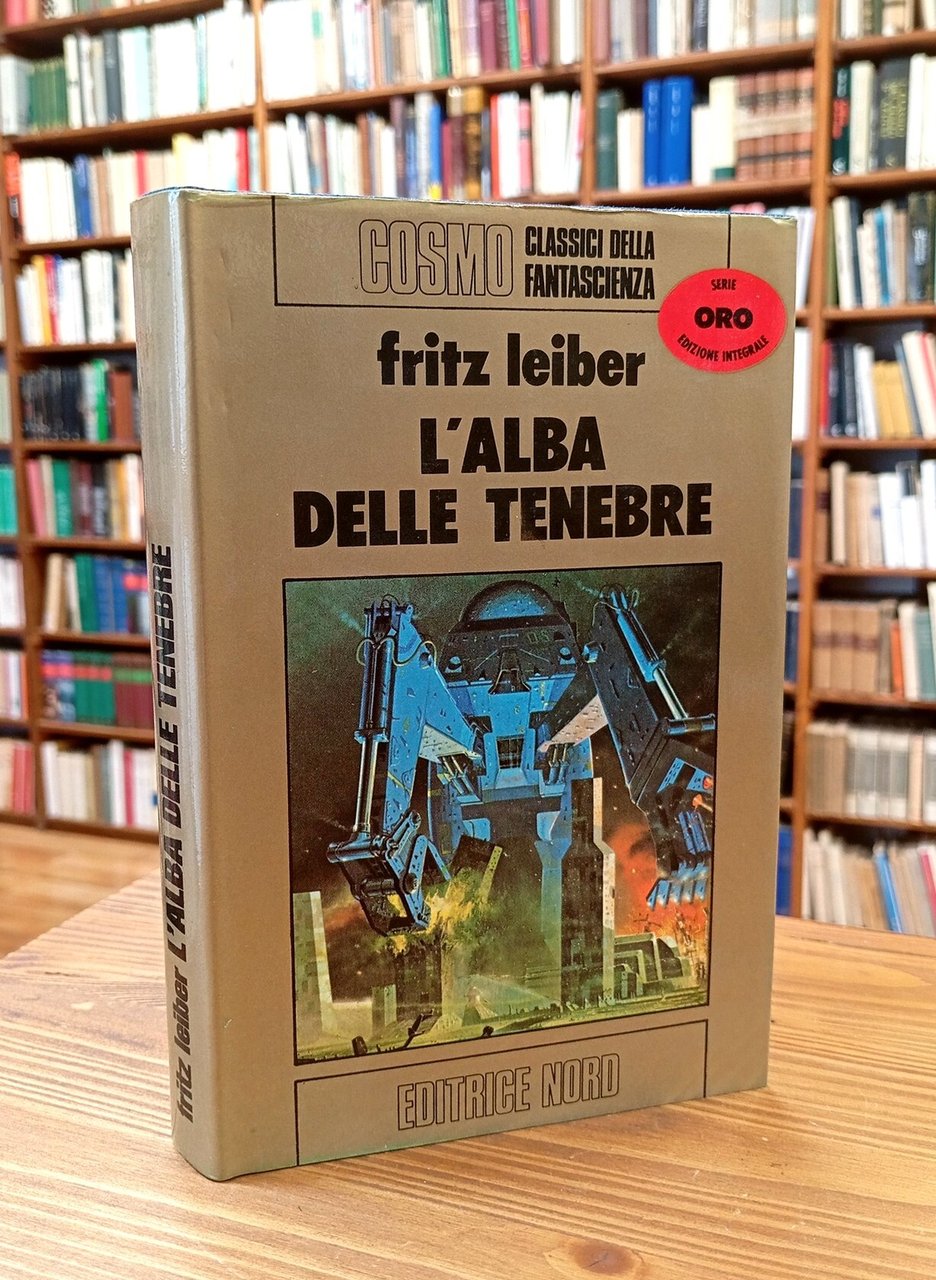 COSMO
CLASSICI DELLA
FANTASCIENZA
SERIE
ORO
EDIZIONE INTEGRALE
fritz leiber
L'ALBA
DELLE TENEBRE
EDITRICE NORD
fritz leiber L'ALBA DELLE TENEBRE